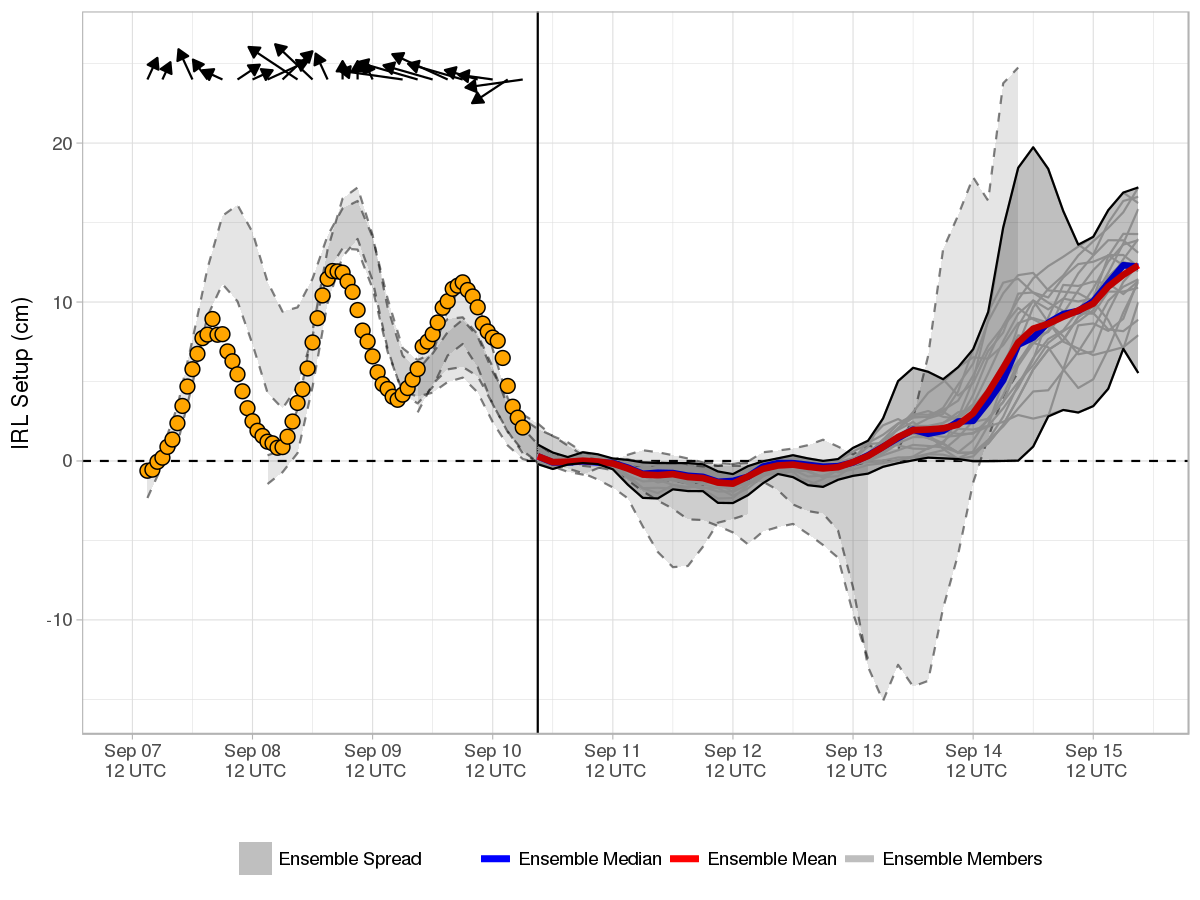 IRL Setup (cm)
20
10
0
-10
Sep 07 Sep 08 Sep 09 Sep 10 Sep 11 Sep 12 Sep 13 Sep 14 Sep 15
12 UTC 12 UTC 12 UTC 12 UTC 12 UTC 12 UTC 12 UTC 12 UTC 12 UTC
Ensemble Spread Ensemble Median Ensemble Mean Ensemble Members